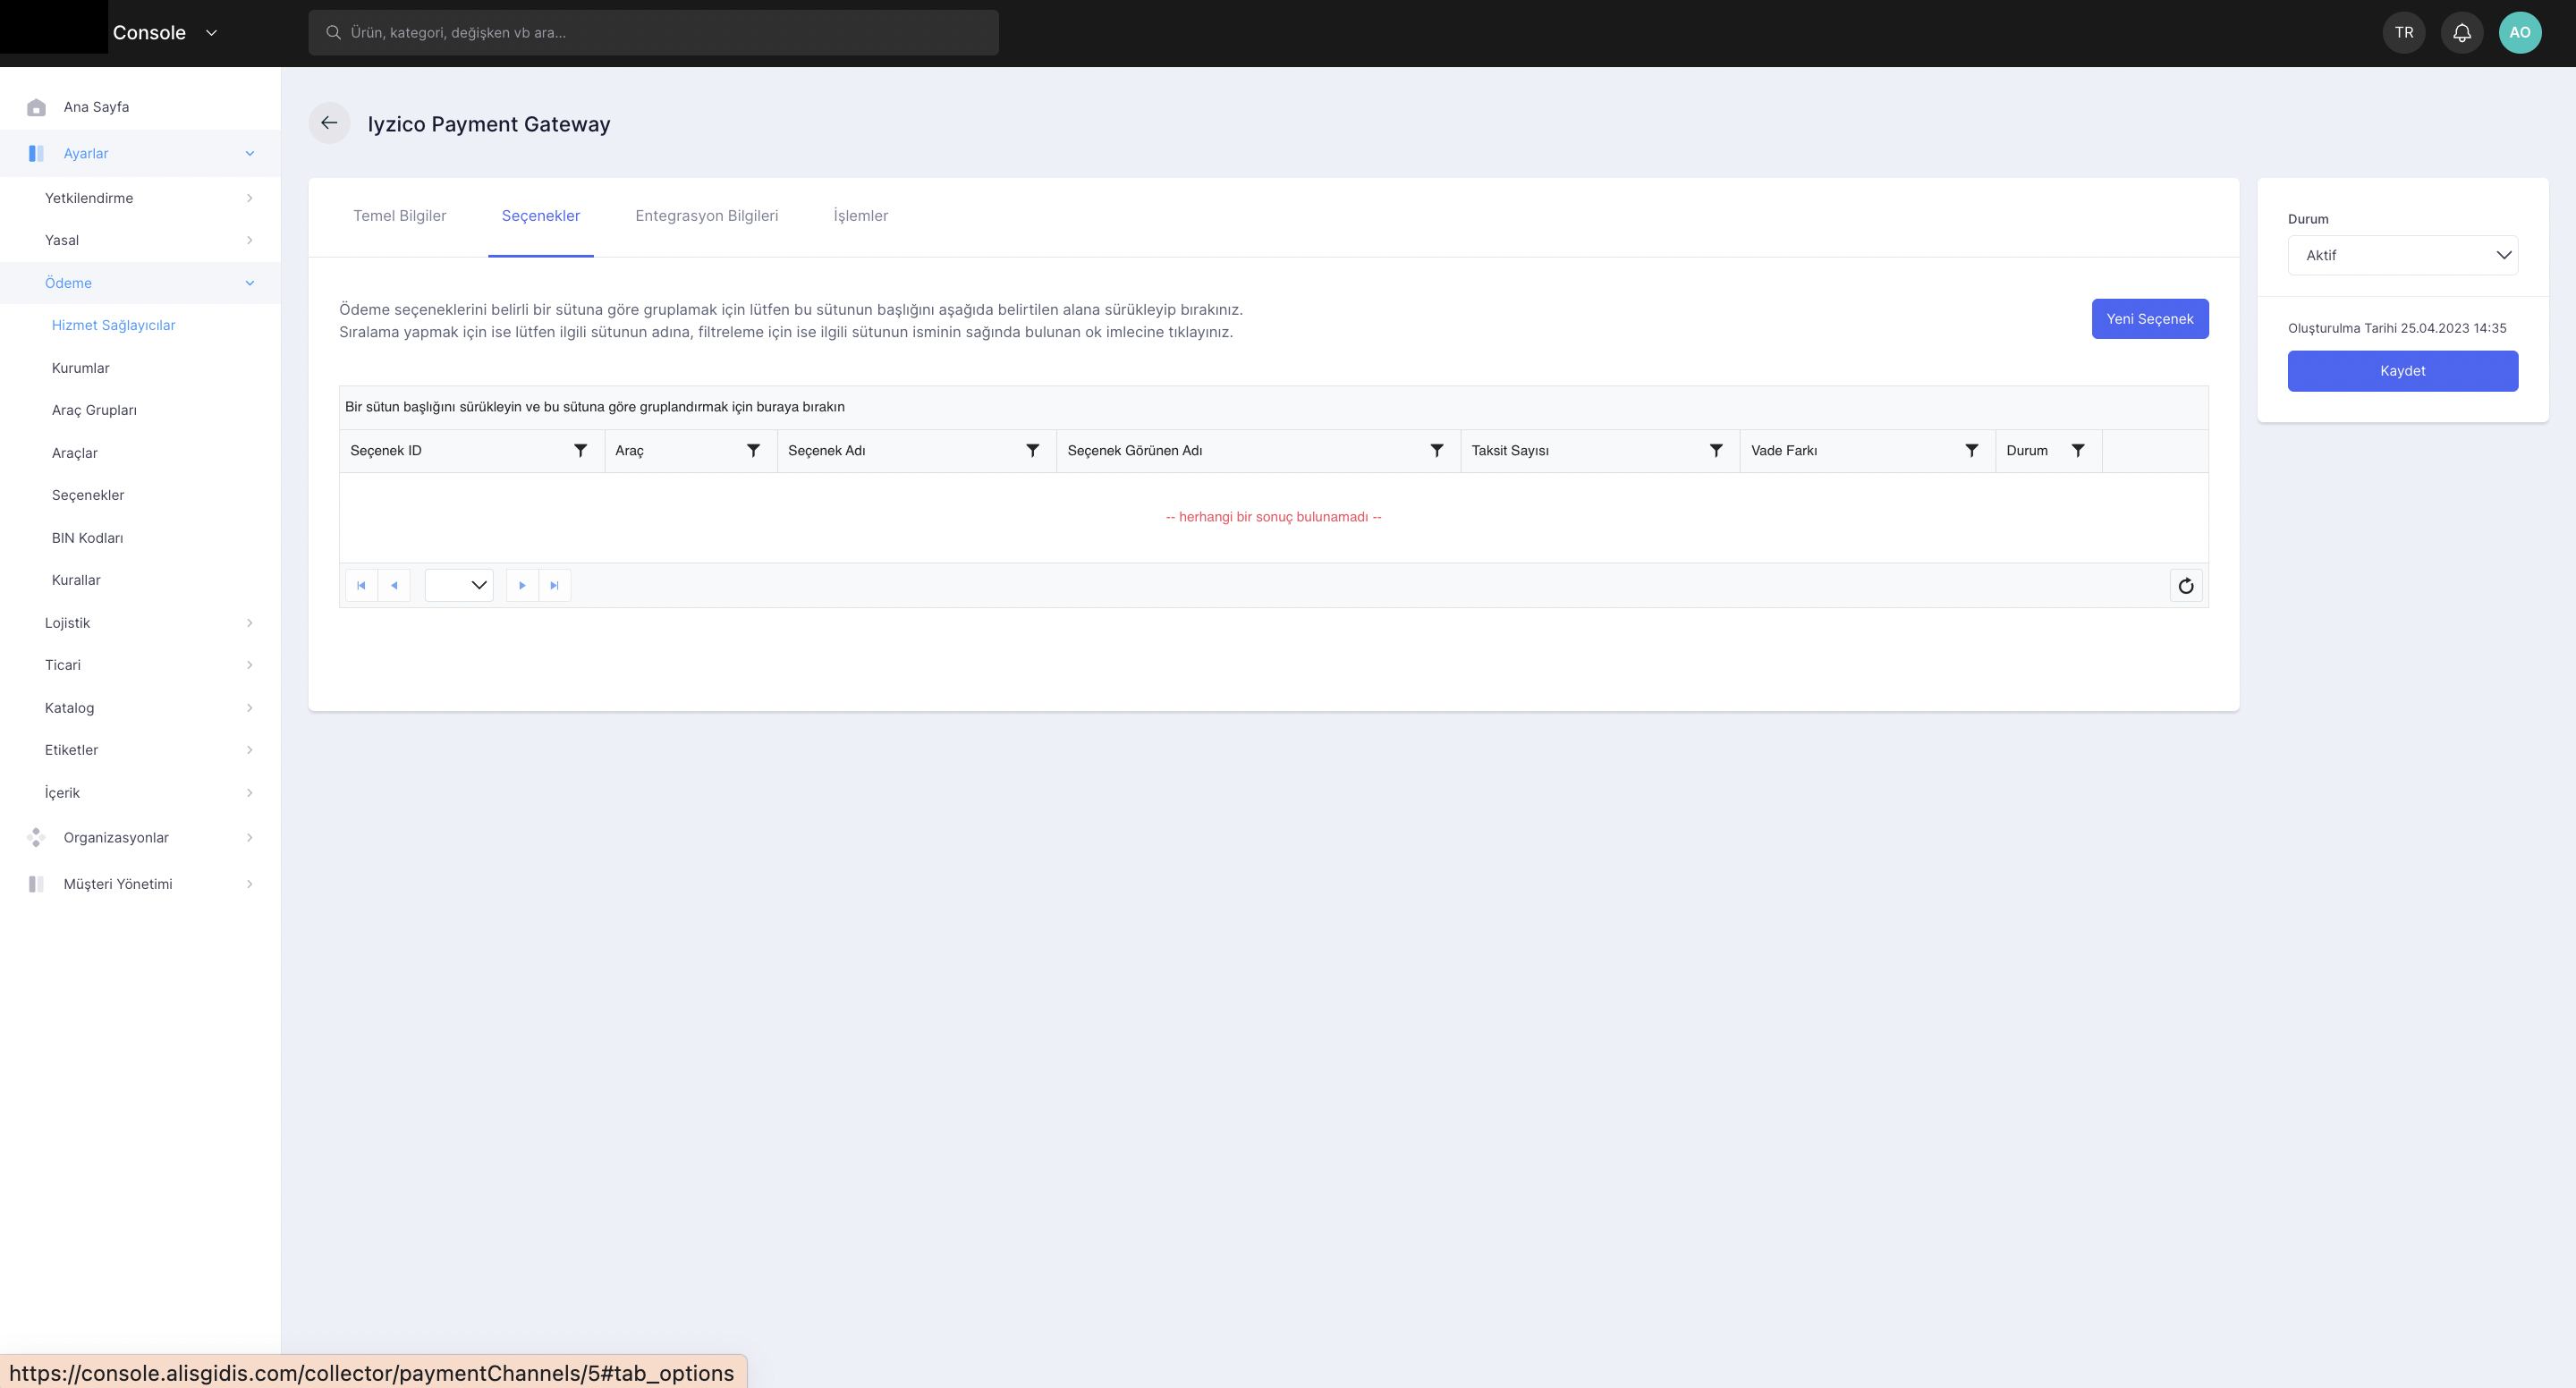 Console
Ürün, kategori, değişken vb ara...
TR
AO
Ana Sayfa
Ayarlar
Yetkilendirme
Yasal
Ödeme
Hizmet Sağlayıcılar
Kurumlar
Araç Grupları
Araçlar
Seçenekler
BIN Kodları
Kurallar
Lojistik
Ticari
Katalog
Etiketler
İçerik
Organizasyonlar
Müşteri Yönetimi
Iyzico Payment Gateway
Temel Bilgiler Seçenekler Entegrasyon Bilgileri İşlemler
Ödeme seçeneklerini belirli bir sütuna göre gruplamak için lütfen bu sütunun başlığını aşağıda belirtilen alana sürükleyip bırakınız.
Sıralama yapmak için ise lütfen ilgili sütunun adına, filtreleme için ise ilgili sütunun isminin sağında bulunan ok imlecine tıklayınız.
Yeni Seçenek
Bir sütun başlığını sürükleyin ve bu sütuna göre gruplandırmak için buraya bırakın
Seçenek ID Araç Seçenek Adı Seçenek Görünen Adı Taksit Sayısı Vade Farkı Durum
-- herhangi bir sonuç bulunamadı --
Durum
Aktif
Oluşturulma Tarihi 25.04.2023 14:35
Kaydet
https://console.alisgidis.com/collector/paymentChannels/5#tab_options